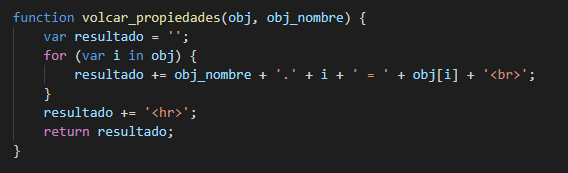 function volcar_propiedades(obj, obj_nombre) {
    var resultado = '';
    for (var i in obj) {
        resultado += obj_nombre + '.' + i + ' = ' + obj[i] + '<br>';
    }
    resultado += '<hr>';
    return resultado;
}